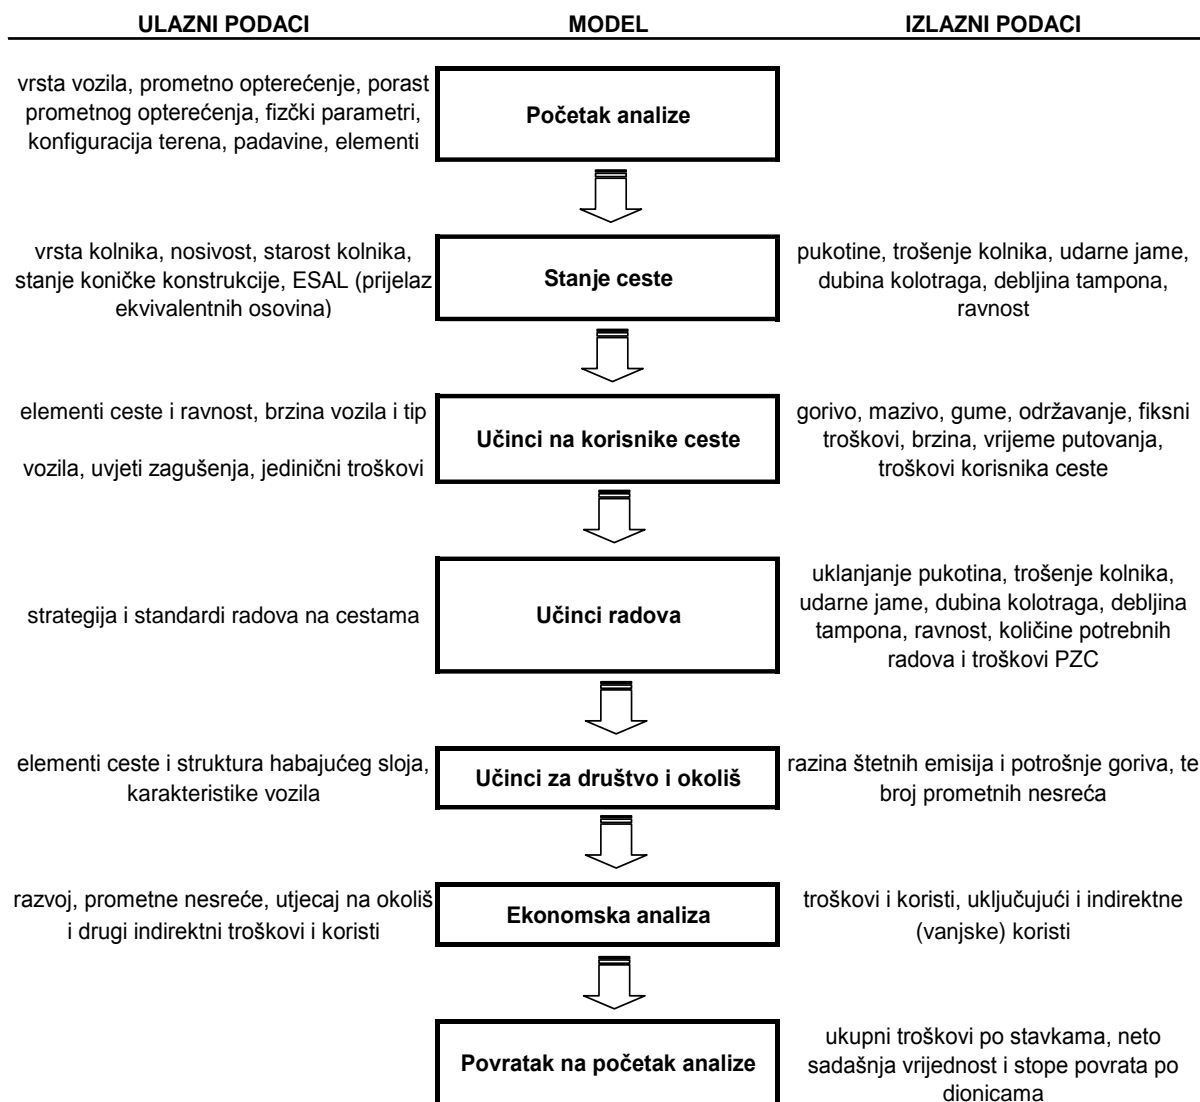 ULAZNI PODACI
MODEL
IZLAZNI PODACI
vrsta vozila, prometno opterećenje, porast
prometnog opterećenja, fizčki parametri,
konfiguracija terena, padavine, elementi
Početak analize
vrsta kolnika, nosivost, starost kolnika,
stanje koničke konstrukcije, ESAL (prijelaz
ekvivalentnih osovina)
Stanje ceste
pukotine, trošenje kolnika, udarne jame,
dubina kolotraga, debljina tampona,
ravnost
elementi ceste i ravnost, brzina vozila i tip
vozila, uvjeti zagušenja, jedinični troškovi
Učinci na korisnike ceste
gorivo, mazivo, gume, održavanje, fiksni
troškovi, brzina, vrijeme putovanja,
troškovi korisnika ceste
strategija i standardi radova na cestama
Učinci radova
uklanjanje pukotina, trošenje kolnika,
udarne jame, dubina kolotraga, debljina
tampona, ravnost, količine potrebnih
radova i troškovi PZC
elementi ceste i struktura habajućeg sloja,
karakteristike vozila
Učinci za društvo i okoliš
razina štetnih emisija i potrošnje goriva, te
broj prometnih nesreća
razvoj, prometne nesreće, utjecaj na okoliš
i drugi indirektni troškovi i koristi
Ekonomska analiza
troškovi i koristi, uključujući i indirektne
(vanjske) koristi
Povratak na početak analize
ukupni troškovi po stavkama, neto
sadašnja vrijednost i stope povrata po
dionicama